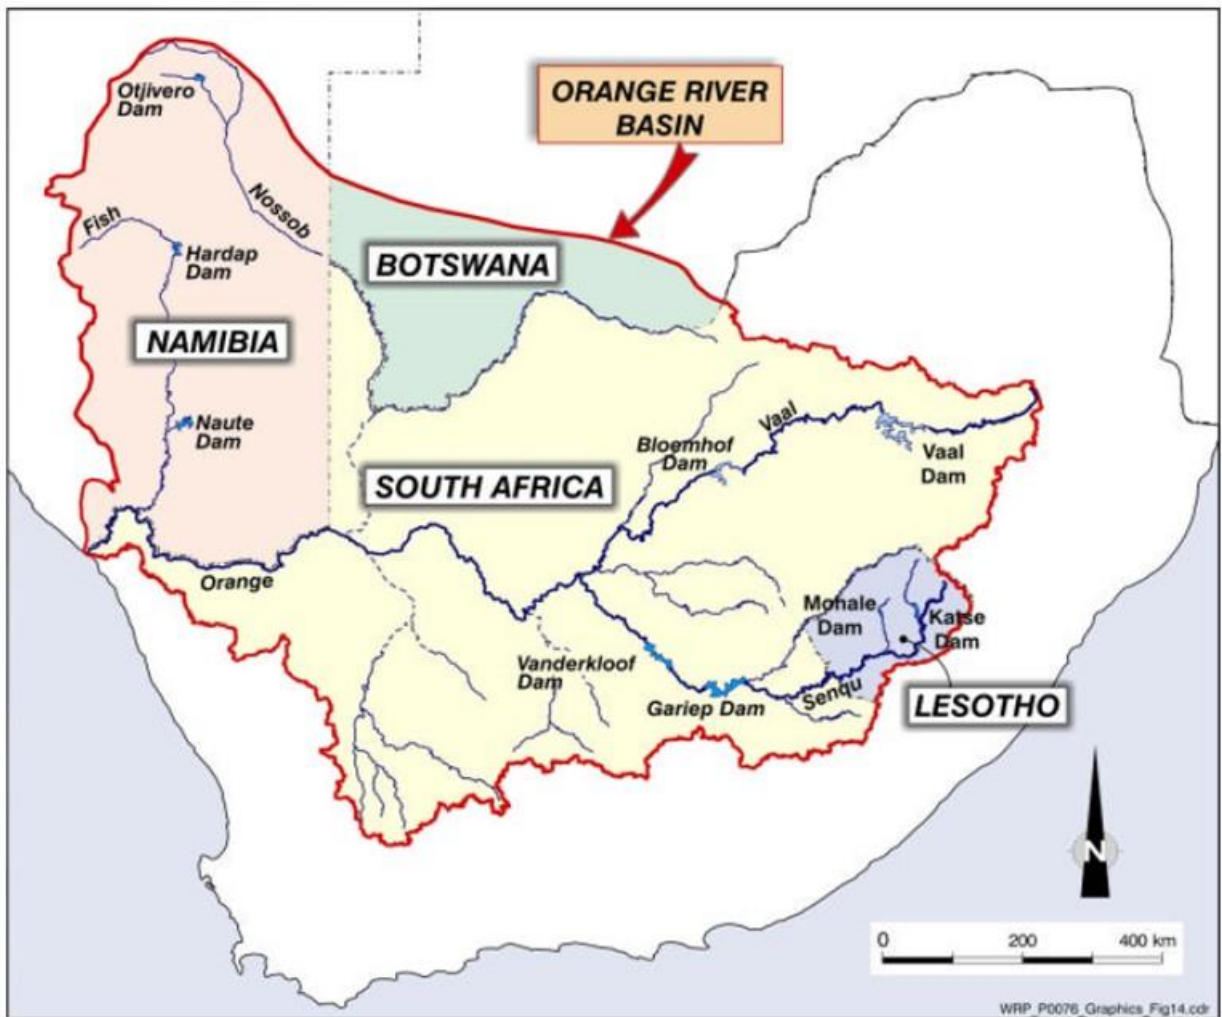 ORANGE RIVER
BASIN
Otjivero
Dam
Nossob
Fish
Hardap
Dam
BOTSWANA
NAMIBIA
Naute
Dam
Vaal
Bloemhof
Dam
Vaal
Dam
SOUTH AFRICA
Orange
Mohale
Dam
Katse
Dam
Vanderkloof
Dam
Senqu
Gariep Dam
LESOTHO
N
0 200 400 km
WRP_P0076_Graphics_Fig14.cdr